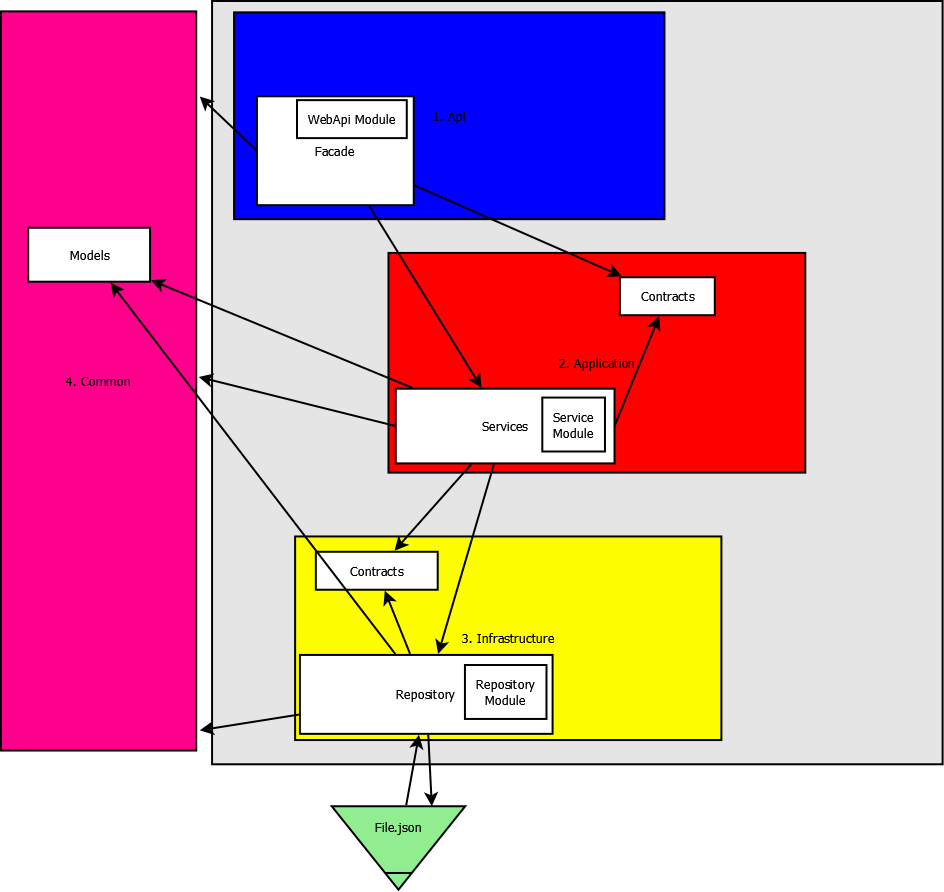 WebApi Module
1. Api
Facade
Models
Contracts
2. Application
4. Common
Services
Service
Module
Contracts
3. Infrastructure
Repository
Repository
Module
File.json